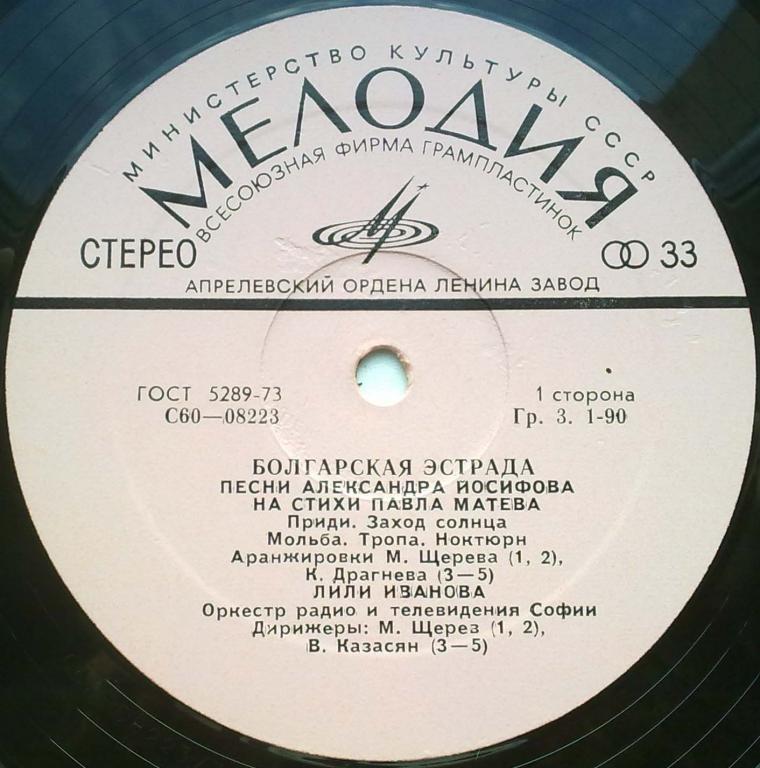 МИНИСТЕРСТВО КУЛЬТУРЫ СССР
МЕЛОДИЯ
ВСЕСОЮЗНАЯ ФИРМА ГРАМПЛАСТИНОК
СТЕРЕО 33
АПРЕЛЕВСКИЙ ОРДЕНА ЛЕНИНА ЗАВОД
ГОСТ 5289-73 1 сторона
С60—08223 Гр. 3. 1-90
БОЛГАРСКАЯ ЭСТРАДА
ПЕСНИ АЛЕКСАНДРА ЙОСИФОВА
НА СТИХИ ПАВЛА МАТЕВА
Приди. Заход солнца
Мольба. Тропа. Ноктюрн
Аранжировки М. Щерева (1, 2),
К. Драгнева (3—5)
ЛИЛИ ИВАНОВА
Оркестр радио и телевидения Софии
Дирижеры: М. Щерев (1, 2),
В. Казасян (3—5)